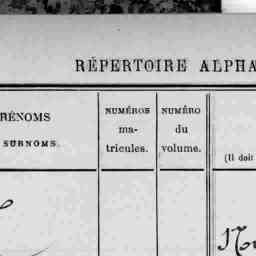 RÉPERTOIRE ALPHA
RÉNOMS
SURNOMS.
NUMÉROS
ma-
tricules.
NUMÉRO
du
volume.
(Il doit